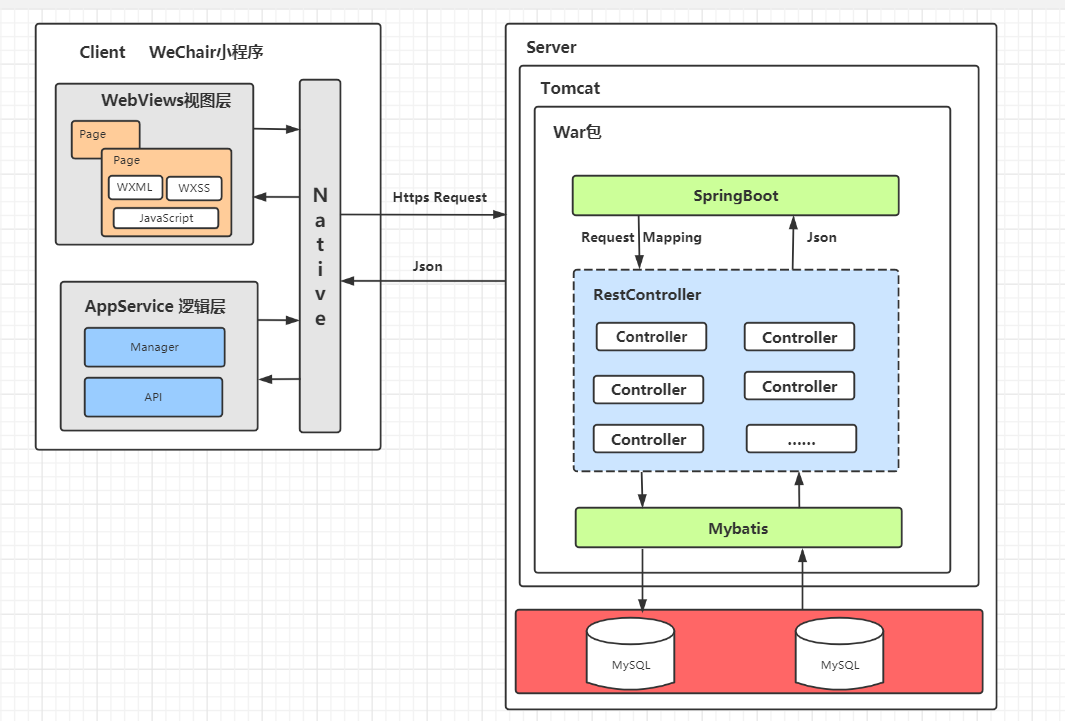 Client WeChair小程序
WebViews视图层
Page
Page
WXML
WXSS
JavaScript
AppService 逻辑层
Manager
API
Native
Https Request
Json
Server
Tomcat
War包
SpringBoot
Request Mapping
Json
RestController
Controller
Controller
Controller
Controller
Controller
......
Mybatis
MySQL
MySQL